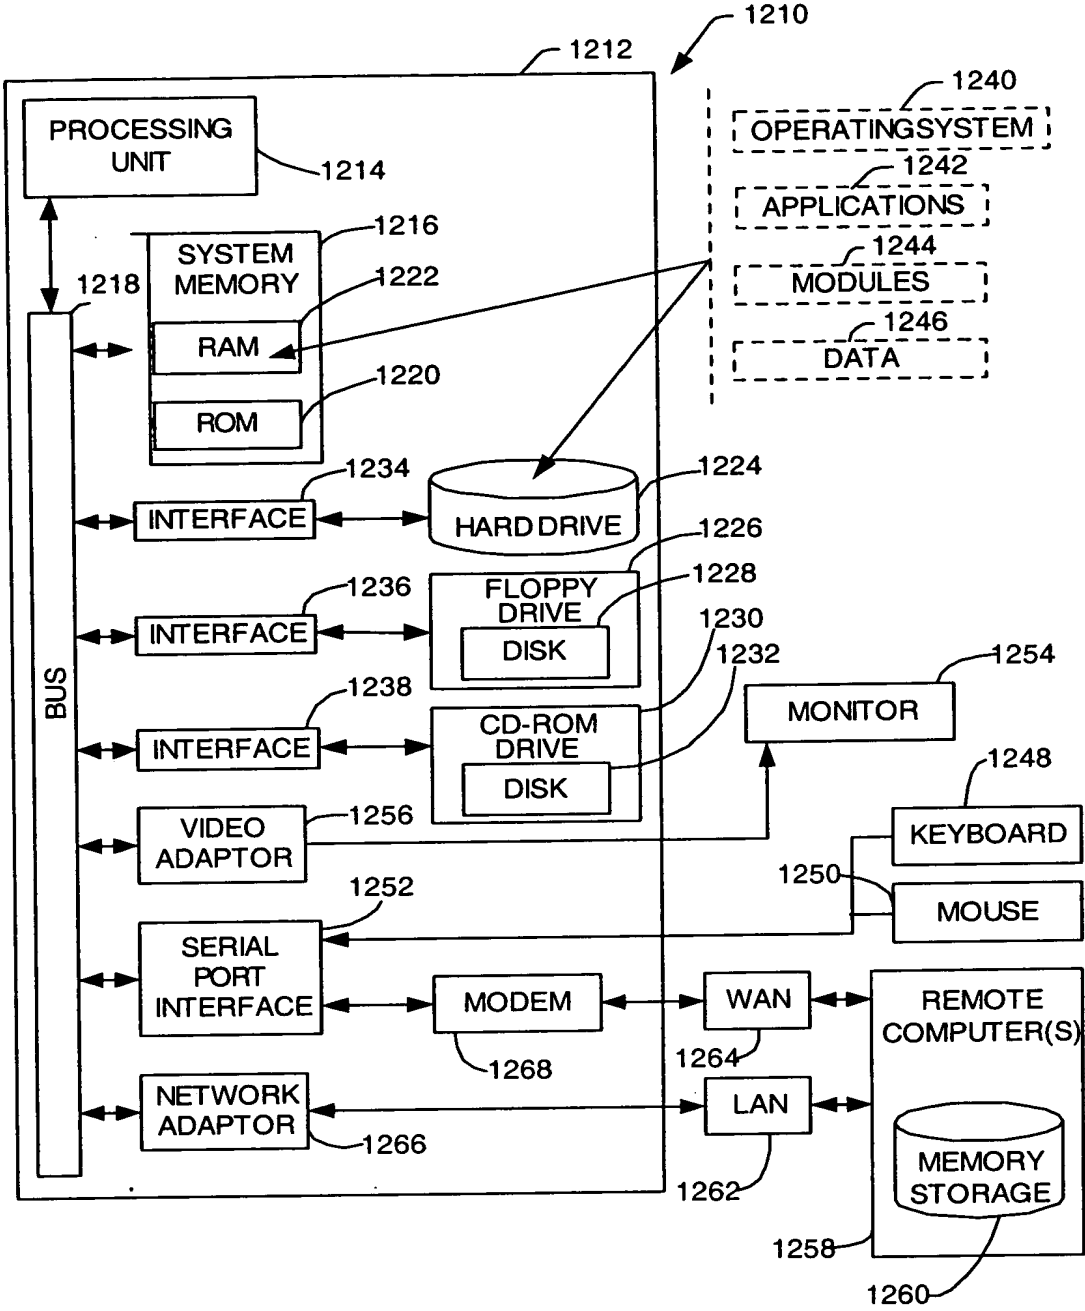 1210
1212
PROCESSING
UNIT
1214
1240
OPERATINGSYSTEM
1242
APPLICATIONS
1244
MODULES
1246
DATA
1216
SYSTEM
MEMORY
1222
RAM
1220
ROM
1218
BUS
1234
INTERFACE
1224
HARD DRIVE
1226
1236
INTERFACE
FLOPPY
DRIVE
1228
DISK
1230
1238
INTERFACE
CD-ROM
DRIVE
1232
DISK
1254
MONITOR
1256
VIDEO
ADAPTOR
1248
KEYBOARD
1250
MOUSE
1252
SERIAL
PORT
INTERFACE
MODEM
1268
WAN
1264
REMOTE
COMPUTER(S)
NETWORK
ADAPTOR
1266
LAN
1262
MEMORY
STORAGE
1258
1260